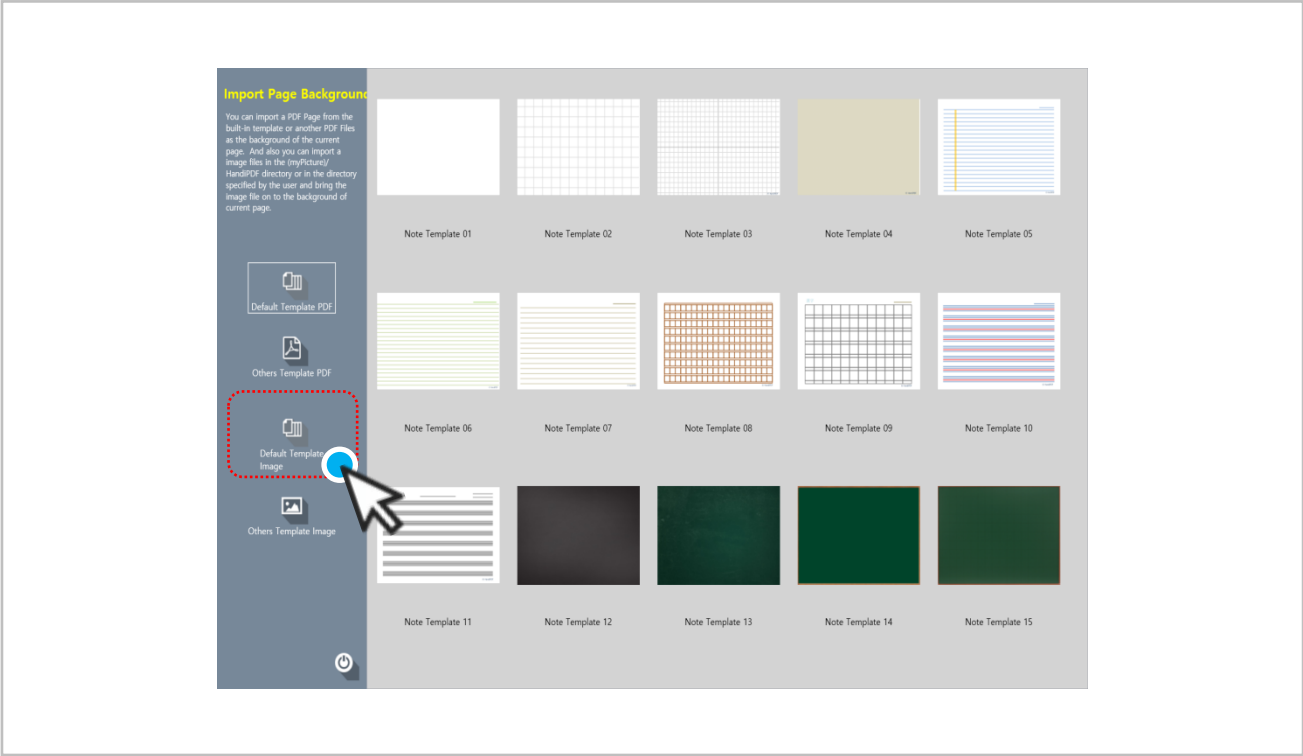 Import Page Background
You can import a PDF Page from the
built-in template or another PDF Files
as the background of the current
page. And also you can import a
image files in the (myPicture)/
HandiPDF directory or in the directory
specified by the user and bring the
image file on to the background of
current page.
Default Template PDF
Others Template PDF
Default Template
Image
Others Template Image
Note Template 01
Note Template 02
Note Template 03
Note Template 04
Note Template 05
Note Template 06
Note Template 07
Note Template 08
Note Template 09
Note Template 10
Note Template 11
Note Template 12
Note Template 13
Note Template 14
Note Template 15